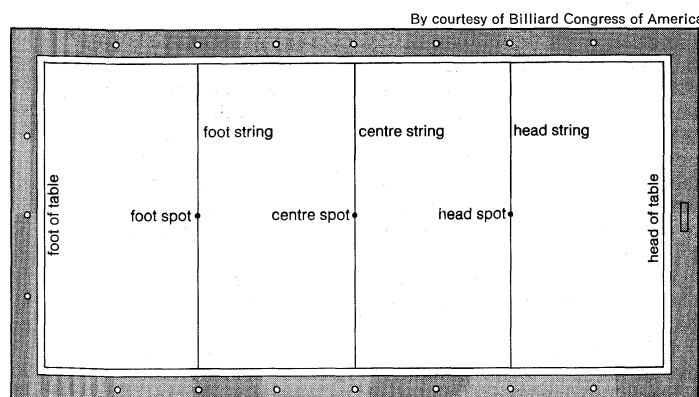 By courtesy of Billiard Congress of America
foot string
centre string
head string
foot of table
foot spot
centre spot
head spot
head of table